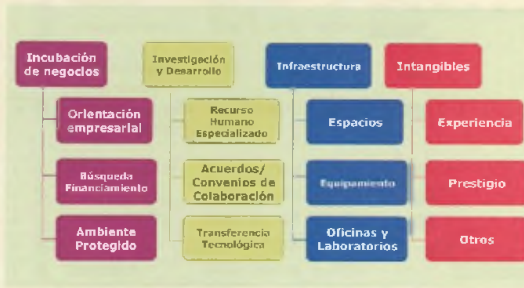 Incubación
de negocios
Orientación
empresarial
Búsqueda
Financiamiento
Ambiente
Protegido
Investigación
y Desarrollo
Recurso
Humano
Especializado
Acuerdos/
Convenios de
Colaboración
Transferencia
Tecnológica
Infraestructura
Espacios
Equipamiento
Oficinas y
Laboratorios
Intangibles
Experiencia
Prestigio
Otros